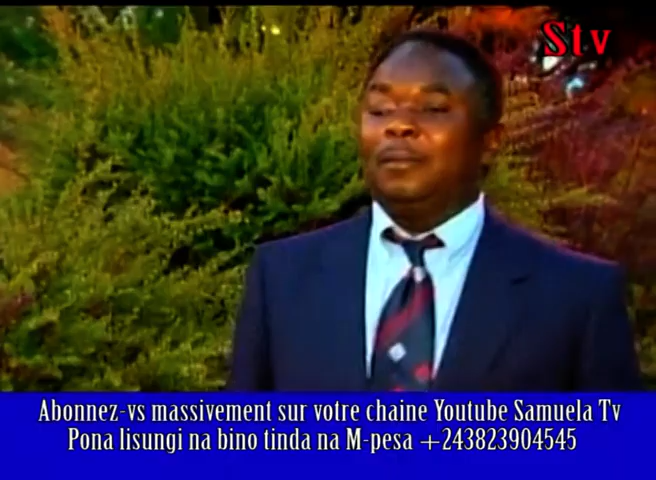 Stv
Abonnez-vs massivement sur votre chaine Youtube Samuela Tv
Pona lisungi na bino tinda na M-pesa +243823904545